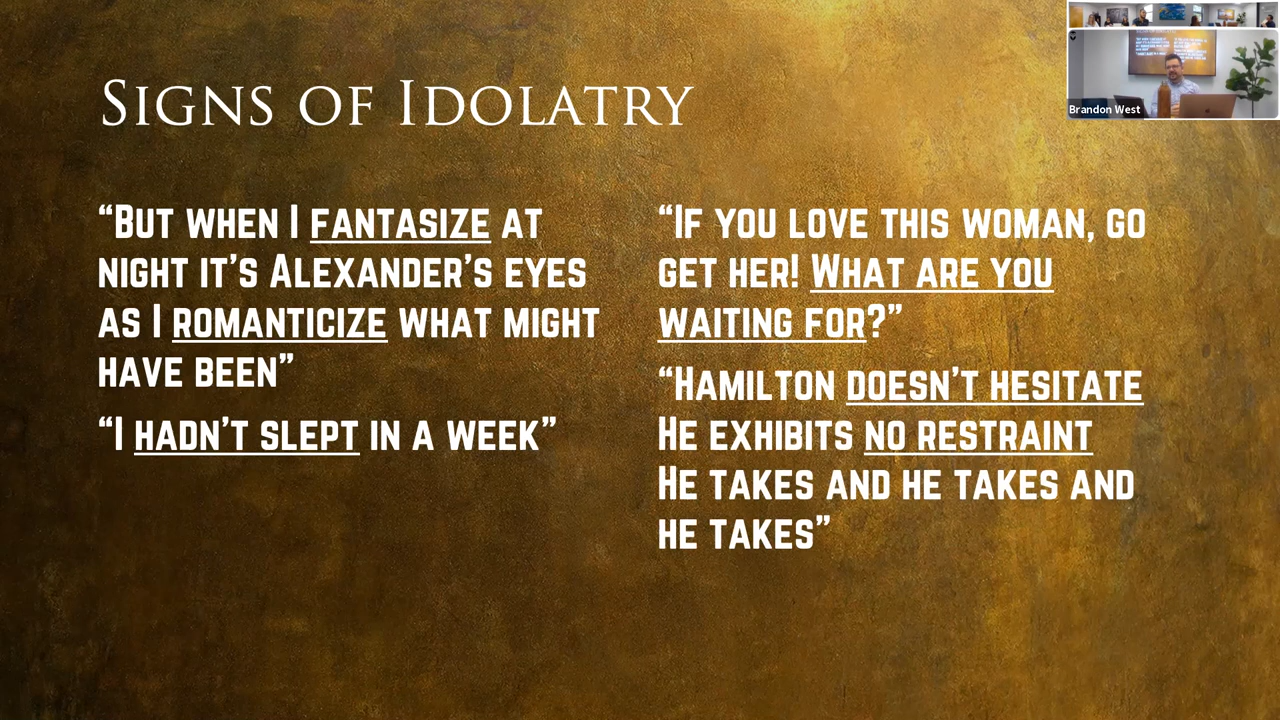 Signs of Idolatry
“But when I fantasize at
night it’s Alexander’s eyes
as I romanticize what might
have been”
“I hadn’t slept in a week”
“If you love this woman, go
get her! What are you
waiting for?”
“Hamilton doesn’t hesitate
He exhibits no restraint
He takes and he takes and
he takes”
Brandon West